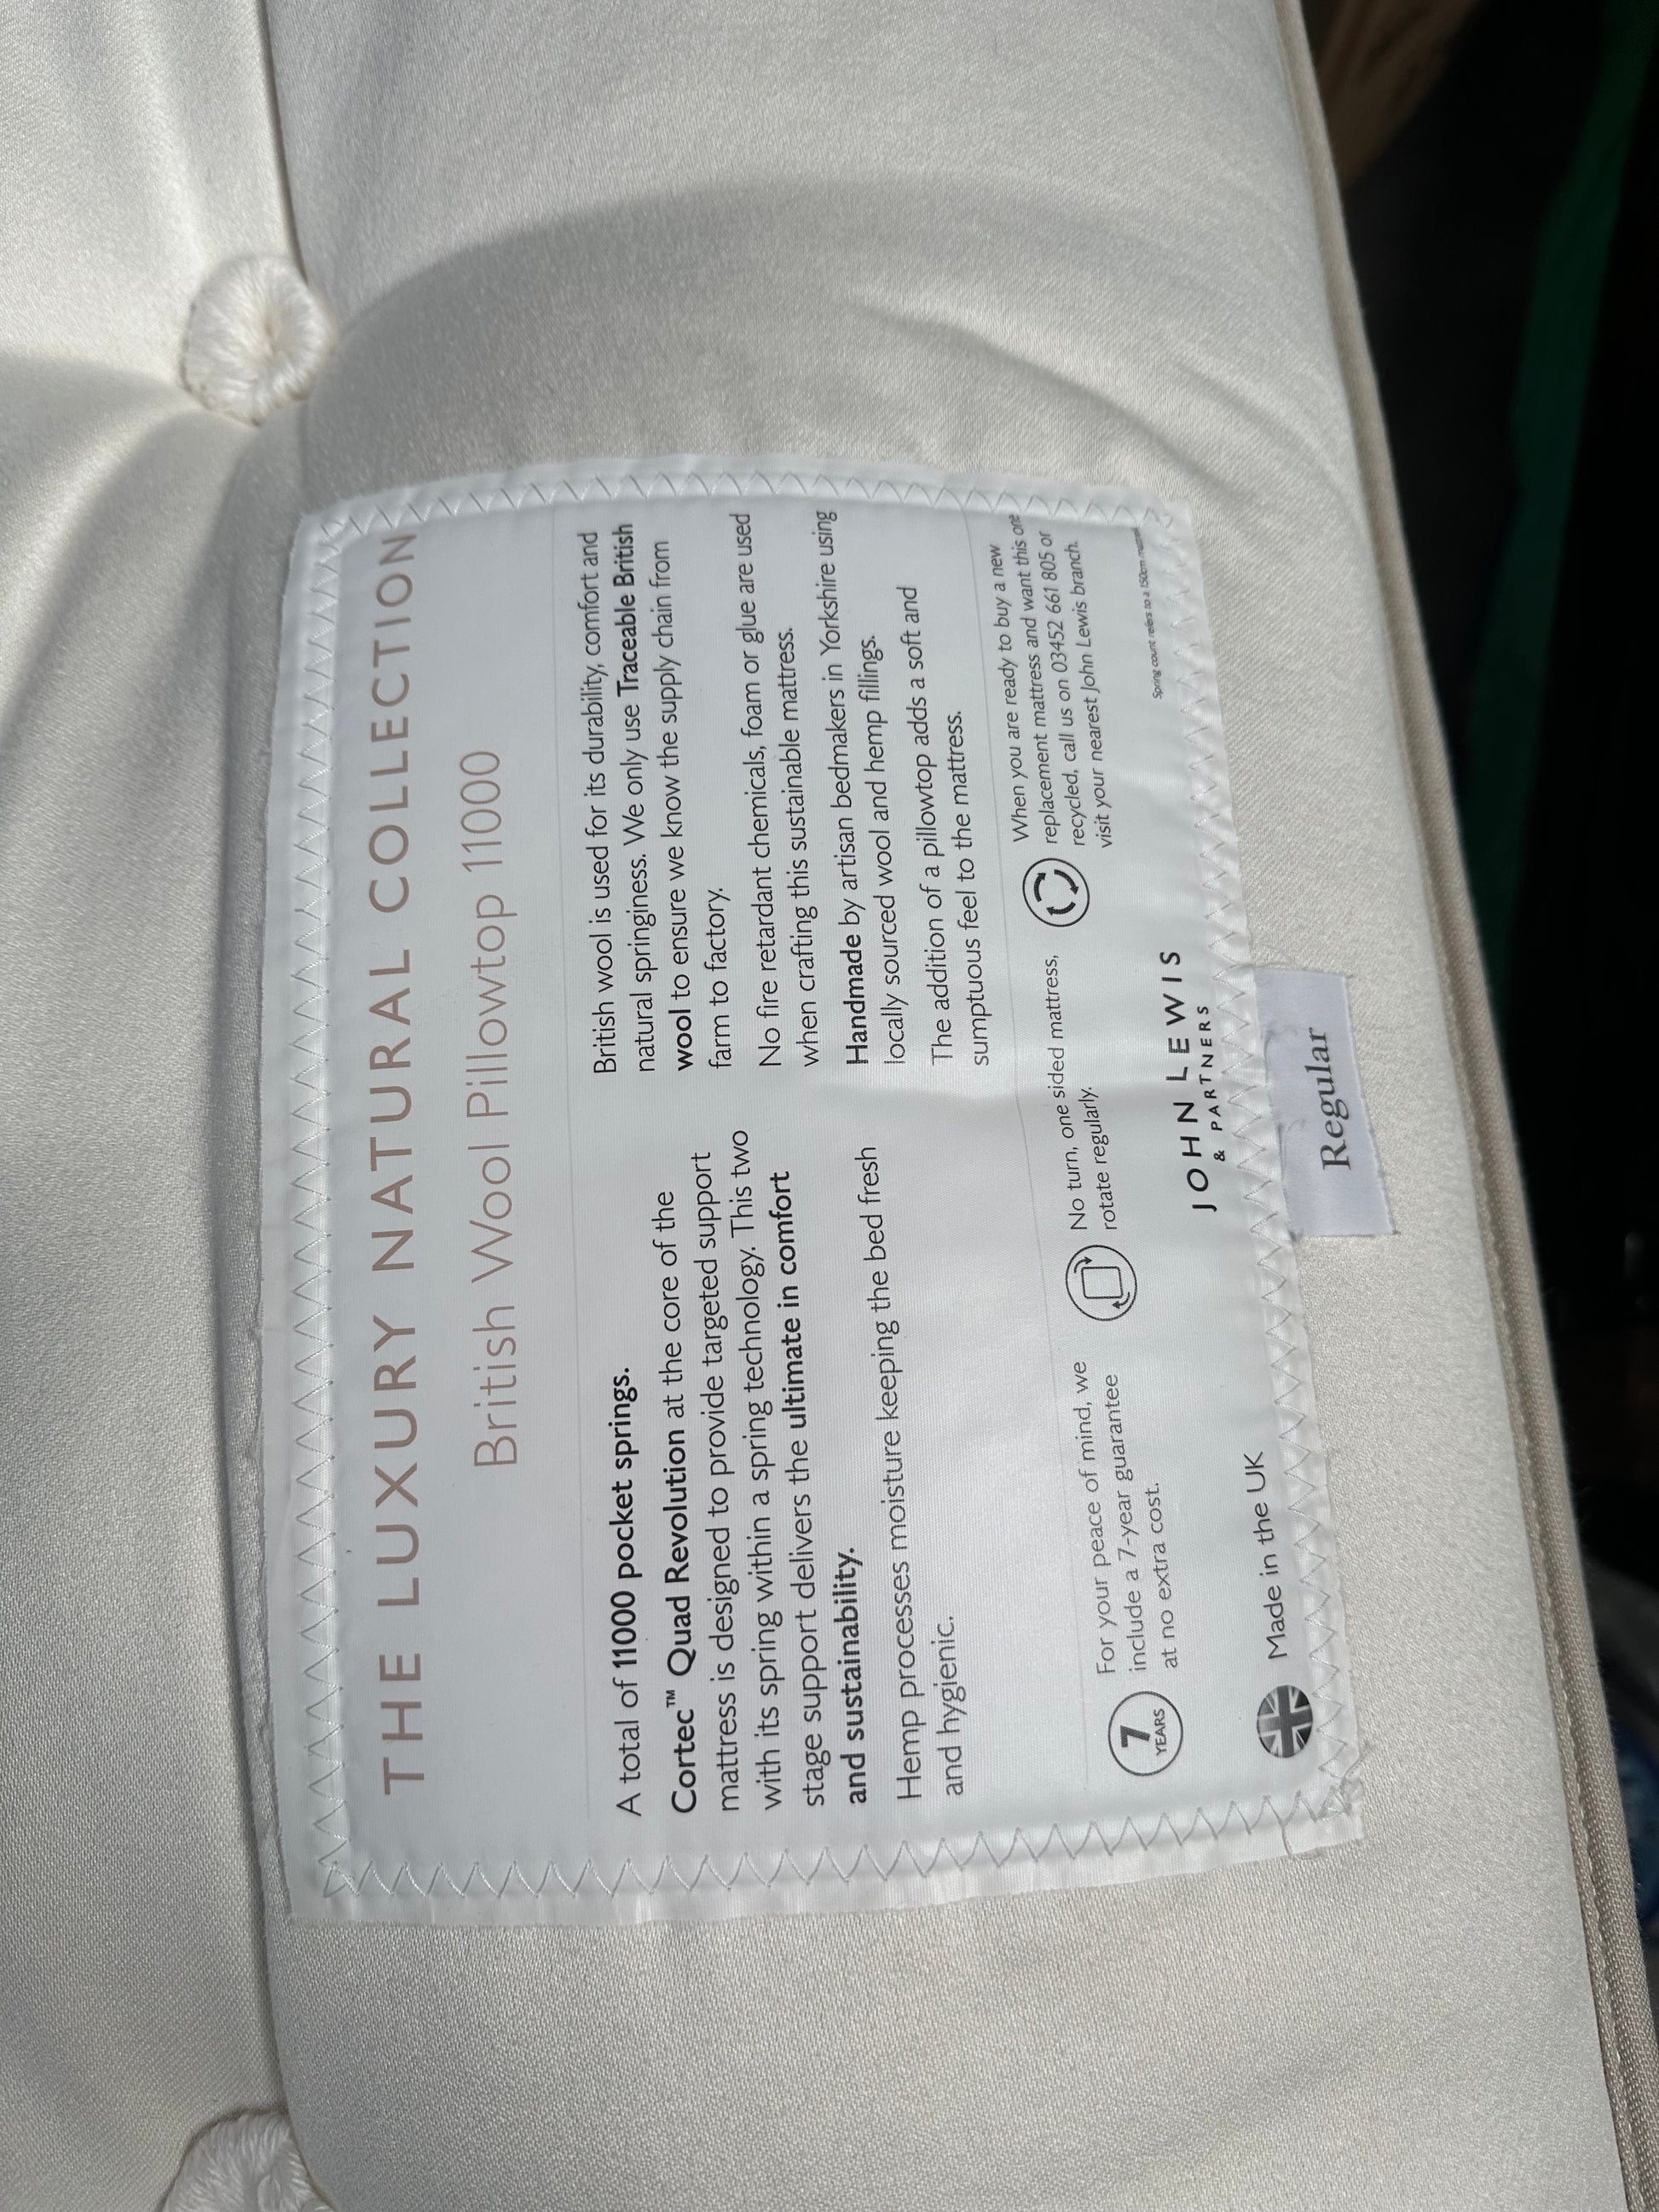 THE LUXURY NATURAL COLLECTION
British Wool Pillowtop 11000
A total of 11000 pocket springs.
Cortec™ Quad Revolution at the core of the
mattress is designed to provide targeted support
with its spring within a spring technology. This two
stage support delivers the ultimate in comfort
and sustainability.
Hemp processes moisture keeping the bed fresh
and hygienic.
British wool is used for its durability, comfort and
natural springiness. We only use Traceable British
wool to ensure we know the supply chain from
farm to factory.
No fire retardant chemicals, foam or glue are used
when crafting this sustainable mattress.
Handmade by artisan bedmakers in Yorkshire using
locally sourced wool and hemp fillings.
The addition of a pillowtop adds a soft and
sumptuous feel to the mattress.
7
YEARS
For your peace of mind, we
include a 7-year guarantee
at no extra cost.
No turn, one sided mattress,
rotate regularly.
When you are ready to buy a new
replacement mattress and want this one
recycled, call us on 03452 661 805 or
visit your nearest John Lewis branch.
Made in the UK
JOHN LEWIS
& PARTNERS
Spring count refers to a 150cm mattress
Regular